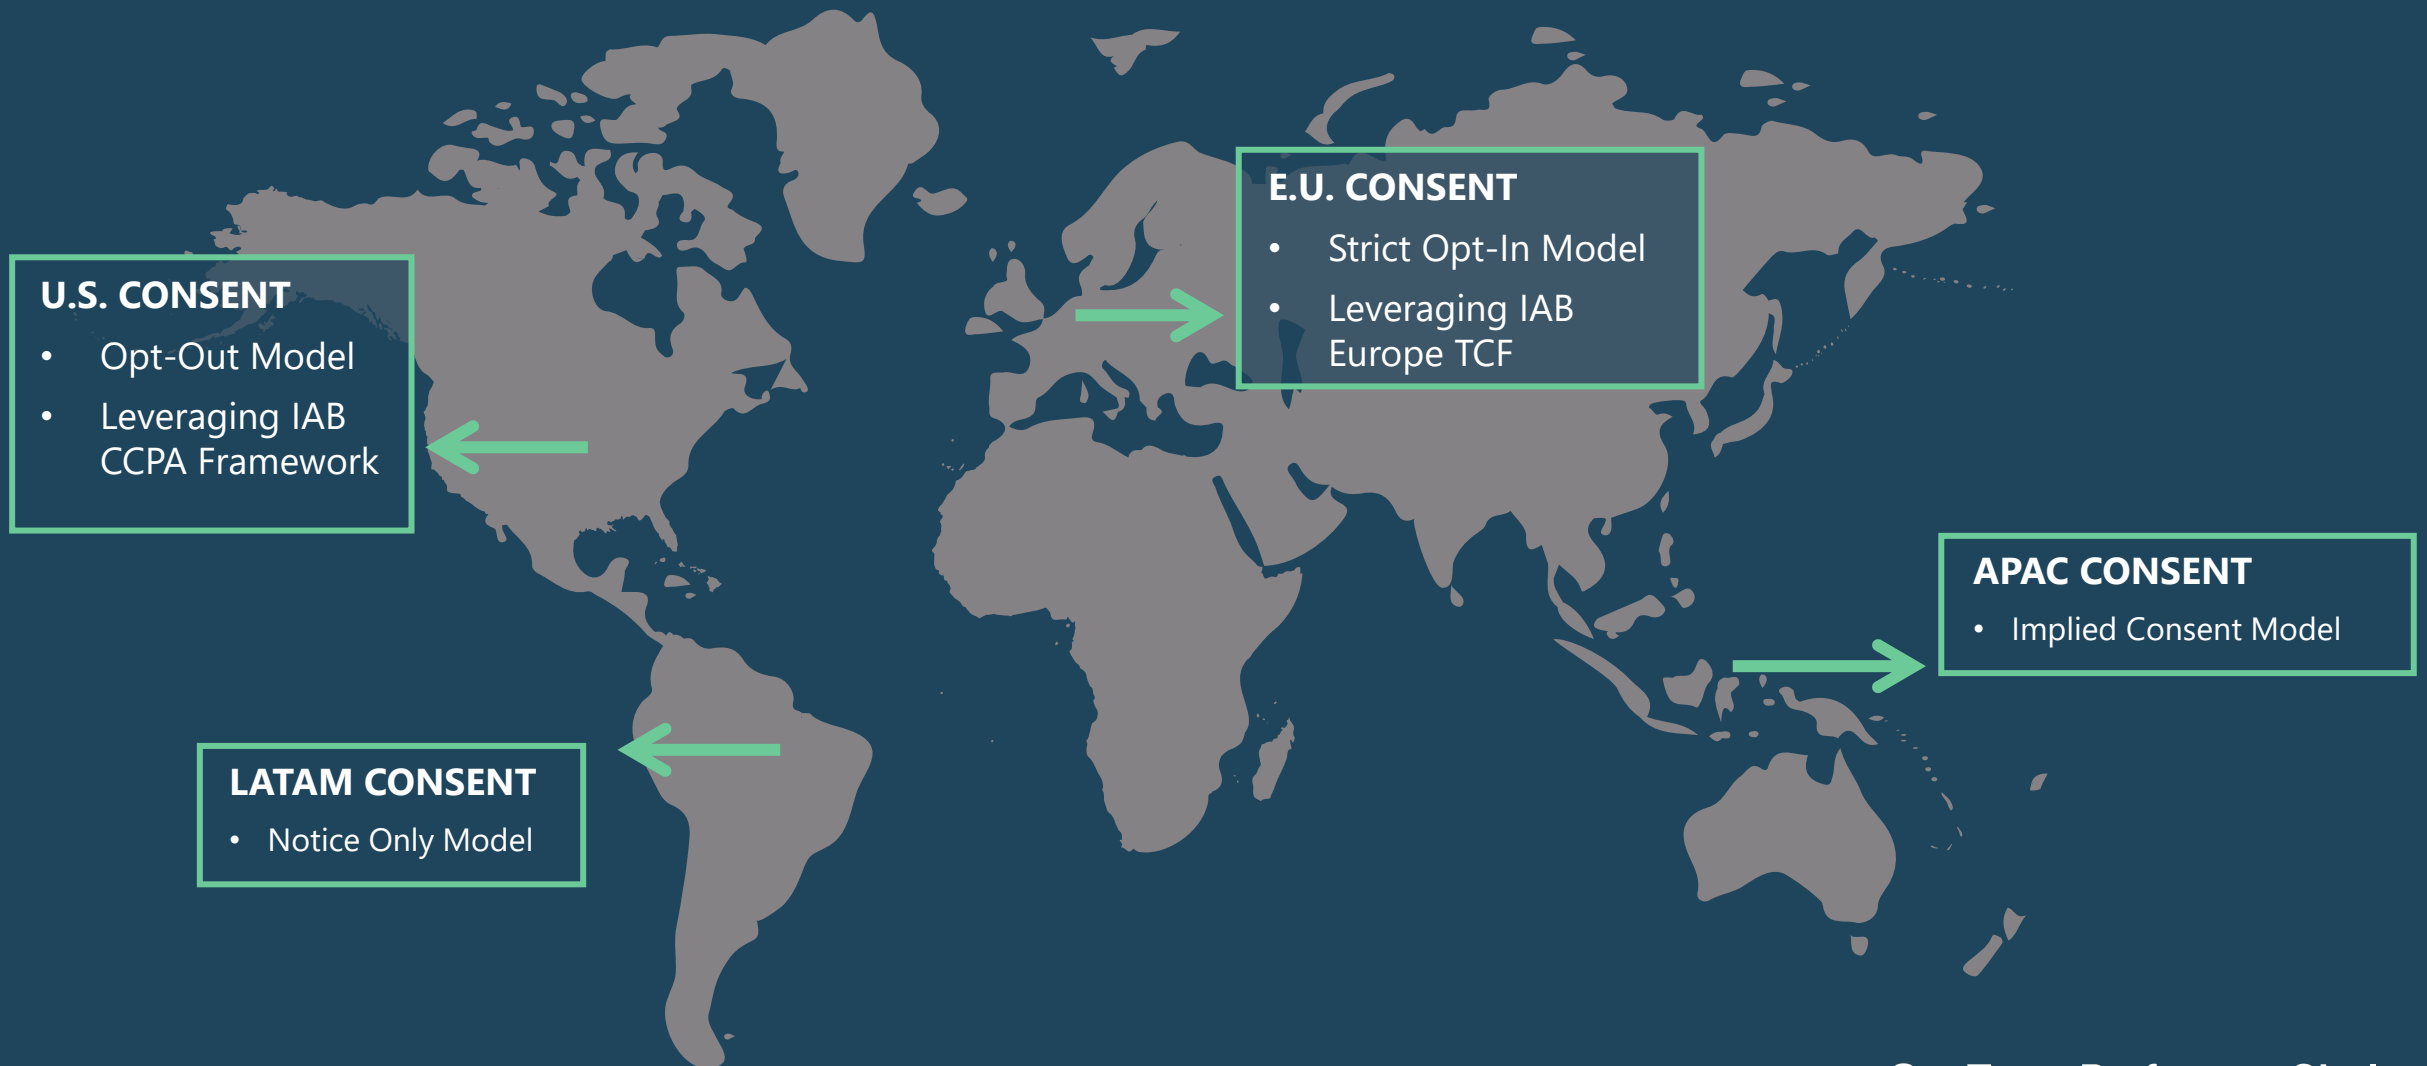 E.U. CONSENT
• Strict Opt-In Model
• Leveraging IAB
Europe TCF
U.S. CONSENT
• Opt-Out Model
• Leveraging IAB
CCPA Framework
APAC CONSENT
• Implied Consent Model
LATAM CONSENT
• Notice Only Model